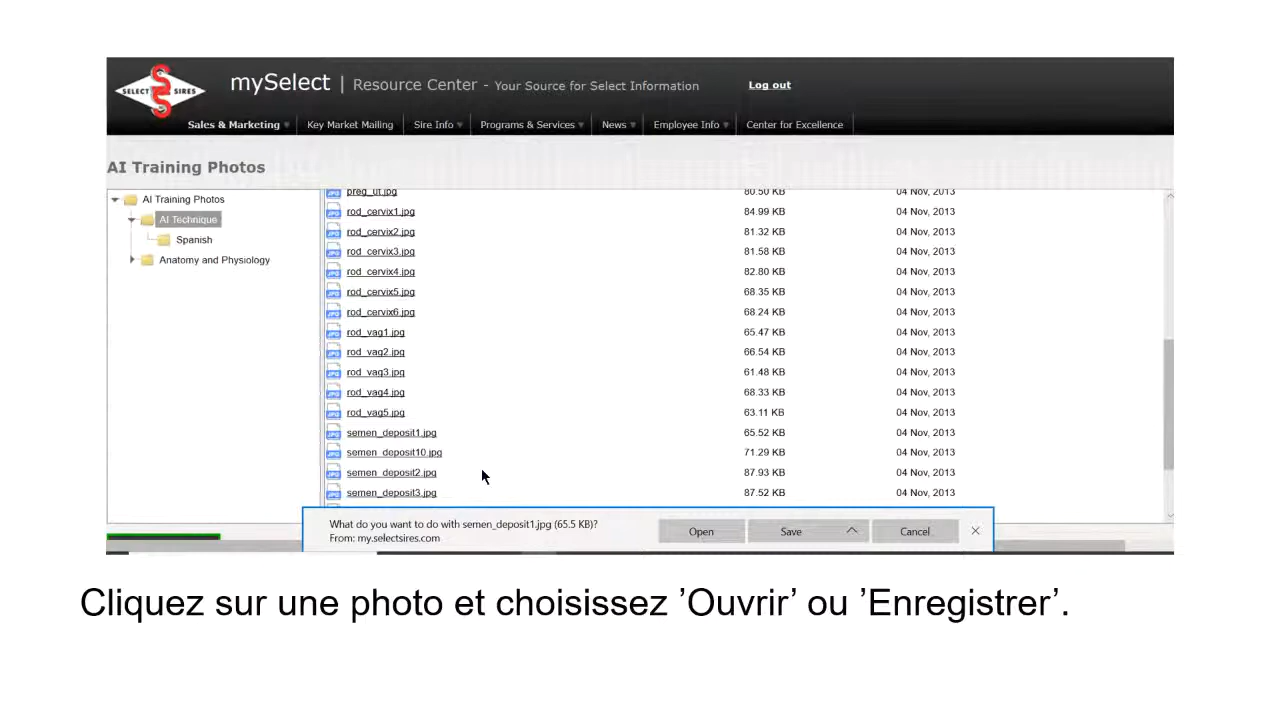 SELECT SIRES
mySelect | Resource Center - Your Source for Select Information
Log out
Sales & Marketing
Key Market Mailing
Sire Info
Programs & Services
News
Employee Info
Center for Excellence
AI Training Photos
AI Training Photos
AI Technique
Spanish
Anatomy and Physiology
preg_ut.jpg 80.50 KB 04 Nov, 2013
rod_cervix1.jpg 84.99 KB 04 Nov, 2013
rod_cervix2.jpg 81.32 KB 04 Nov, 2013
rod_cervix3.jpg 81.58 KB 04 Nov, 2013
rod_cervix4.jpg 82.80 KB 04 Nov, 2013
rod_cervix5.jpg 68.35 KB 04 Nov, 2013
rod_cervix6.jpg 68.24 KB 04 Nov, 2013
rod_vag1.jpg 65.47 KB 04 Nov, 2013
rod_vag2.jpg 66.54 KB 04 Nov, 2013
rod_vag3.jpg 61.48 KB 04 Nov, 2013
rod_vag4.jpg 68.33 KB 04 Nov, 2013
rod_vag5.jpg 63.11 KB 04 Nov, 2013
semen_deposit1.jpg 65.52 KB 04 Nov, 2013
semen_deposit10.jpg 71.29 KB 04 Nov, 2013
semen_deposit2.jpg 87.93 KB 04 Nov, 2013
semen_deposit3.jpg 87.52 KB 04 Nov, 2013
What do you want to do with semen_deposit1.jpg (65.5 KB)?
From: my.selectsires.com
Open
Save
Cancel
Cliquez sur une photo et choisissez ’Ouvrir’ ou ’Enregistrer’.